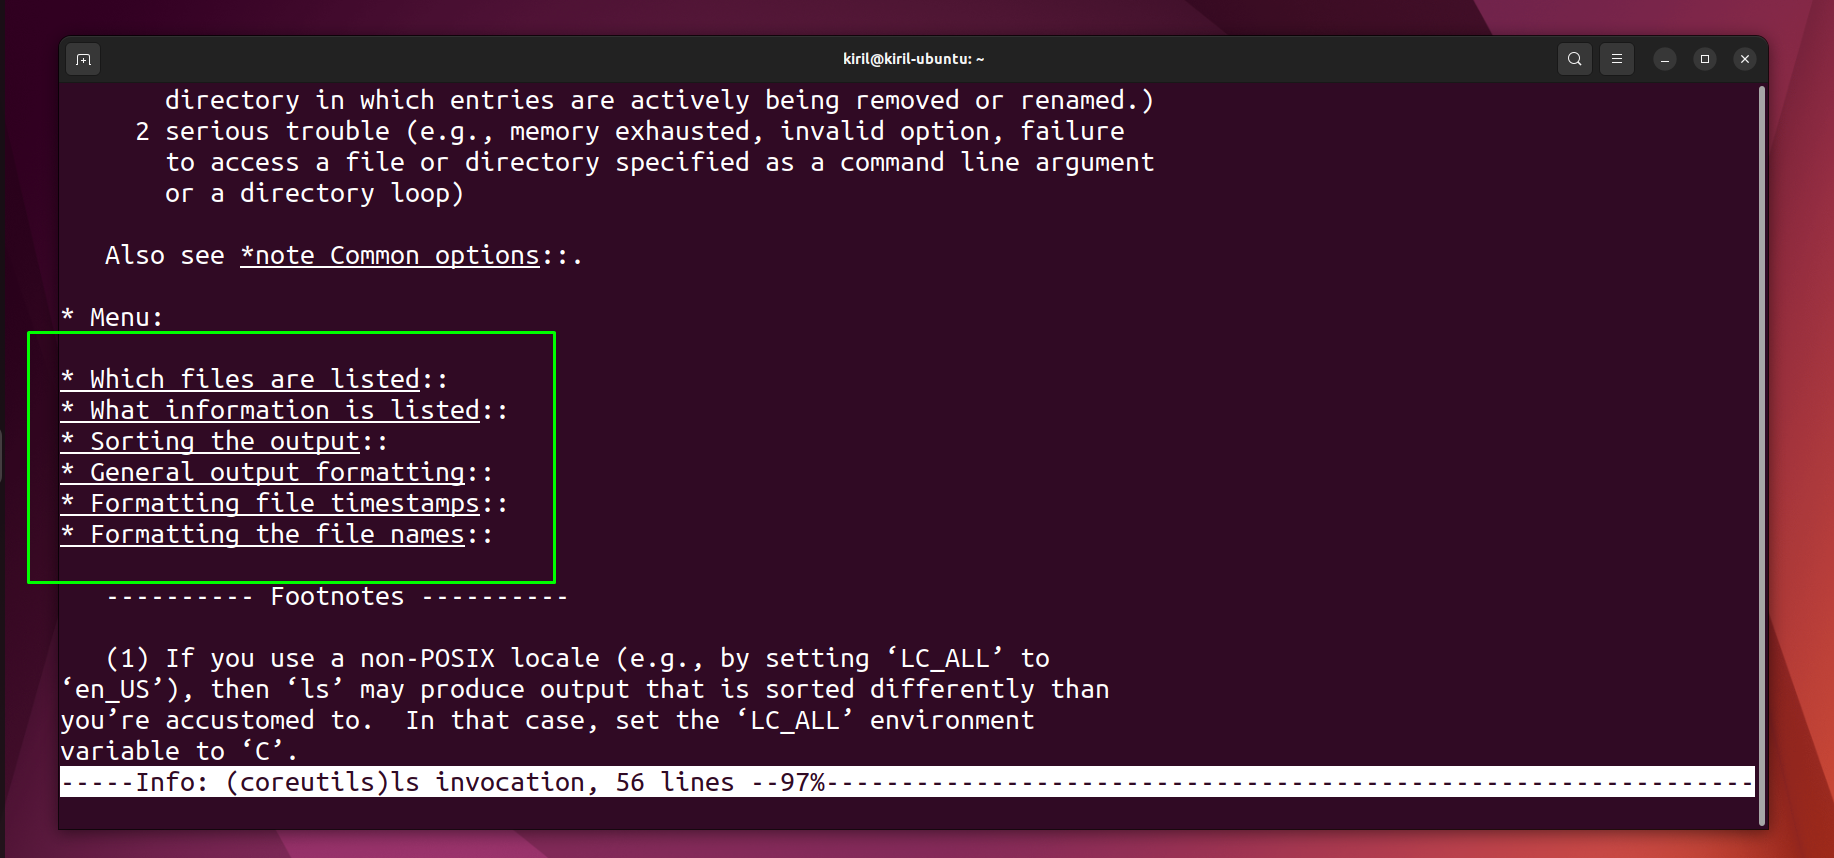 kiril@kiril-ubuntu: ~
directory in which entries are actively being removed or renamed.)
2 serious trouble (e.g., memory exhausted, invalid option, failure
to access a file or directory specified as a command line argument
or a directory loop)
Also see *note Common options::.
* Menu:
* Which files are listed::
* What information is listed::
* Sorting the output::
* General output formatting::
* Formatting file timestamps::
* Formatting the file names::
---------- Footnotes ----------
(1) If you use a non-POSIX locale (e.g., by setting ‘LC_ALL’ to
‘en_US’), then ‘ls’ may produce output that is sorted differently than
you’re accustomed to.  In that case, set the ‘LC_ALL’ environment
variable to ‘C’.
-----Info: (coreutils)ls invocation, 56 lines --97%--------------------------------------------------------------